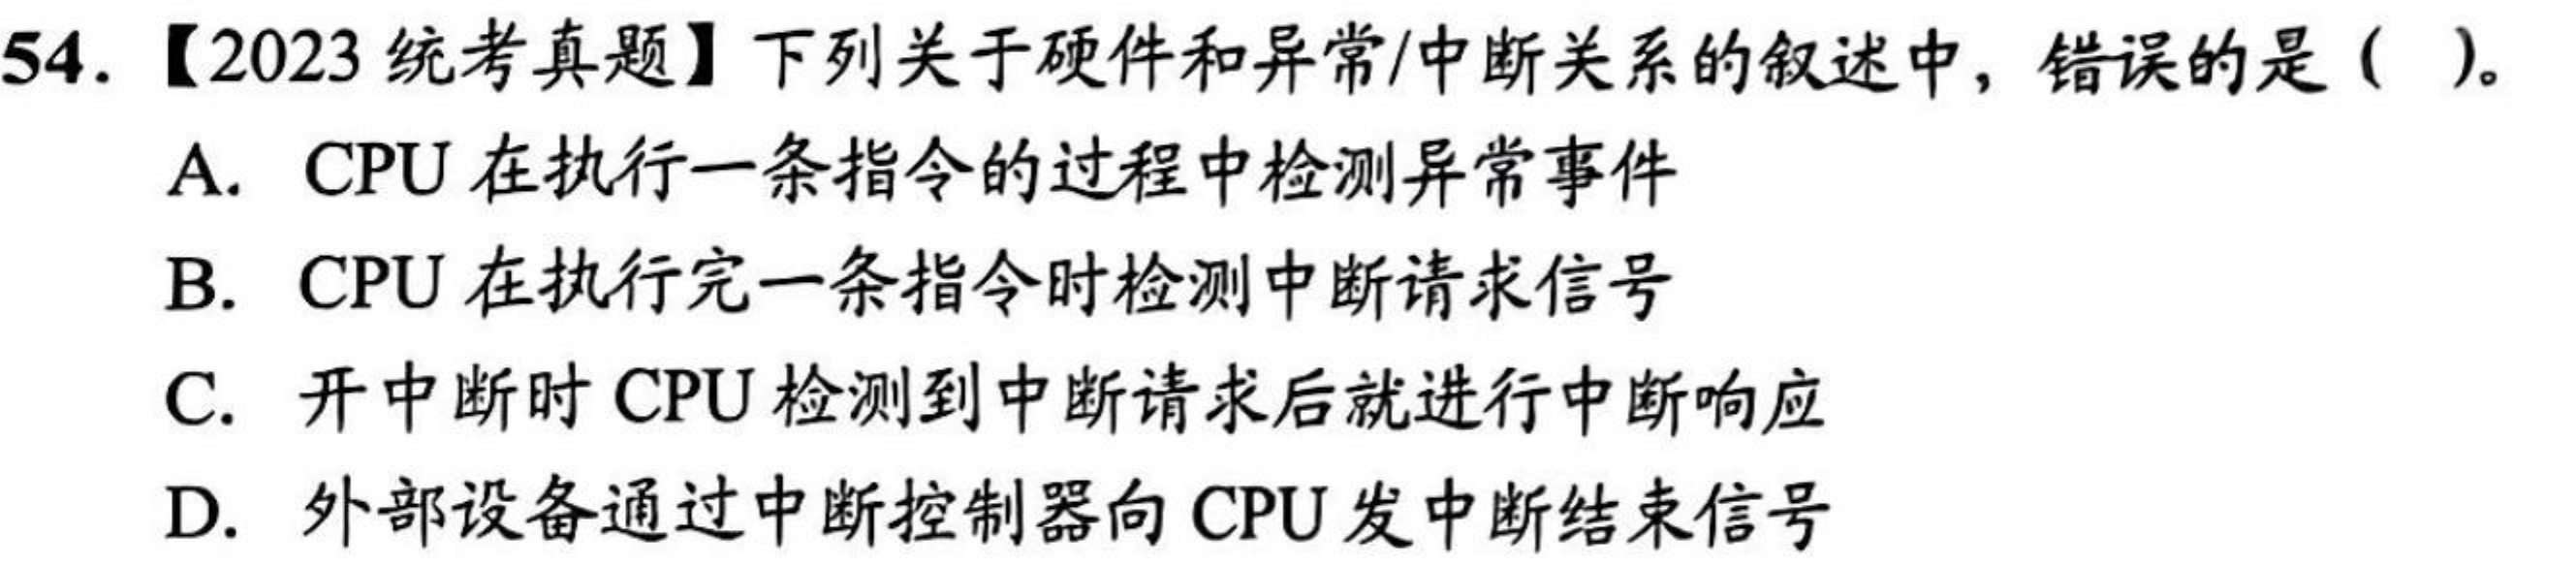 54.【2023 统考真题】下列关于硬件和异常/中断关系的叙述中，错误的是（ ）。
A. CPU 在执行一条指令的过程中检测异常事件
B. CPU 在执行完一条指令时检测中断请求信号
C. 开中断时 CPU 检测到中断请求后就进行中断响应
D. 外部设备通过中断控制器向 CPU 发中断结束信号